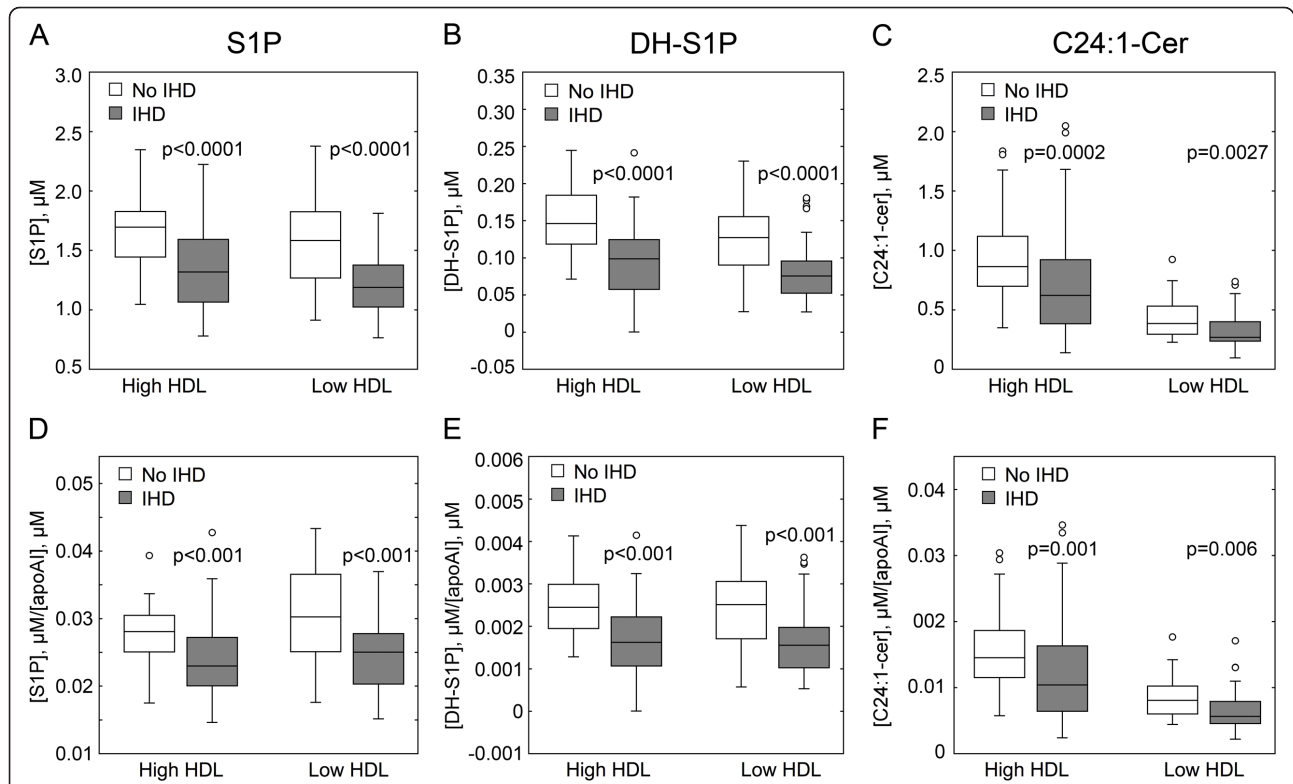 A
S1P
3.0
2.5
2.0
1.5
1.0
0.5
[S1P], µM
No IHD
IHD
p<0.0001
p<0.0001
High HDL
Low HDL
B
DH-S1P
0.35
0.30
0.25
0.20
0.15
0.10
0.05
0
-0.05
[DH-S1P], µM
No IHD
IHD
p<0.0001
p<0.0001
High HDL
Low HDL
C
C24:1-Cer
2.5
2.0
1.5
1.0
0.5
0
[C24:1-cer], µM
No IHD
IHD
p=0.0002
p=0.0027
High HDL
Low HDL
D
0.05
0.04
0.03
0.02
0.01
[S1P], µM/[apoAI], µM
No IHD
IHD
p<0.001
p<0.001
High HDL
Low HDL
E
0.006
0.005
0.004
0.003
0.002
0.001
0
-0.001
[DH-S1P], µM/[apoAI], µM
No IHD
IHD
p<0.001
p<0.001
High HDL
Low HDL
F
0.04
0.03
002
0.01
0
[C24:1-cer], µM/[apoAI], µM
No IHD
IHD
p=0.001
p=0.006
High HDL
Low HDL